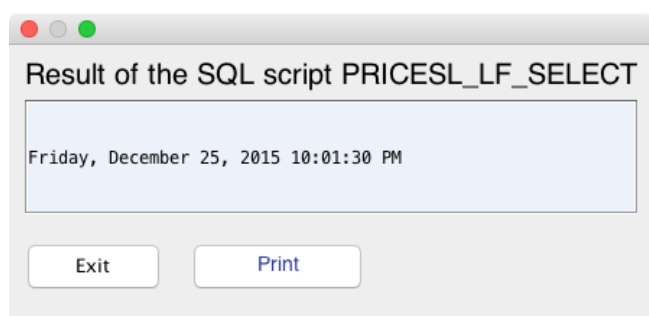 Result of the SQL script PRICESL_LF_SELECT
Friday, December 25, 2015 10:01:30 PM
Exit
Print